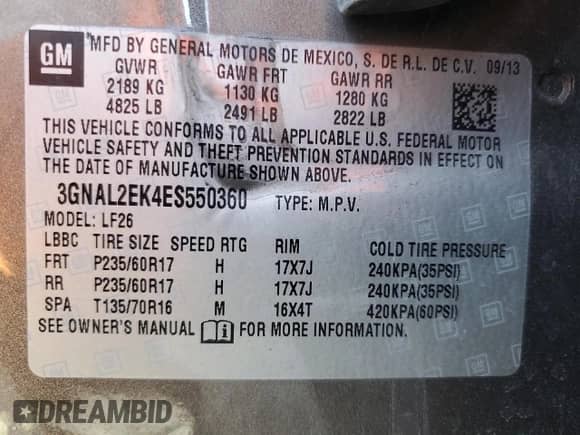 GM
MFD BY GENERAL MOTORS DE MEXICO, S. DE R.L. DE C.V. 09/13
GVWR GAWR FRT GAWR RR
2189 KG 1130 KG 1280 KG
4825 LB 2491 LB 2822 LB
THIS VEHICLE CONFORMS TO ALL APPLICABLE U.S. FEDERAL MOTOR
VEHICLE SAFETY AND THEFT PREVENTION STANDARDS IN EFFECT ON
THE DATE OF MANUFACTURE SHOWN ABOVE.
3GNAL2EK4ES550360 TYPE: M.P.V.
MODEL: LF26
LBBC TIRE SIZE SPEED RTG RIM COLD TIRE PRESSURE
FRT P235/60R17 H 17X7J 240KPA(35PSI)
RR P235/60R17 H 17X7J 240KPA(35PSI)
SPA T135/70R16 M 16X4T 420KPA(60PSI)
SEE OWNER'S MANUAL FOR MORE INFORMATION.
DREAMBID